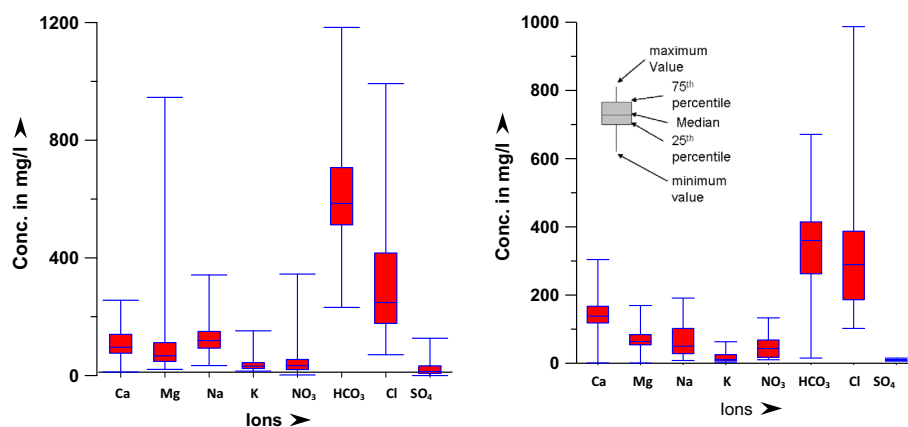 1200
800
400
0
Conc. in mg/l ➤
Ca Mg Na K NO₃ HCO₃ Cl SO₄
Ions ➤
1000
800
600
400
200
0
Conc. in mg/l ➤
maximum
Value
75th
percentile
Median
25th
percentile
minimum
value
Ca Mg Na K NO₃ HCO₃ Cl SO₄
Ions ➤